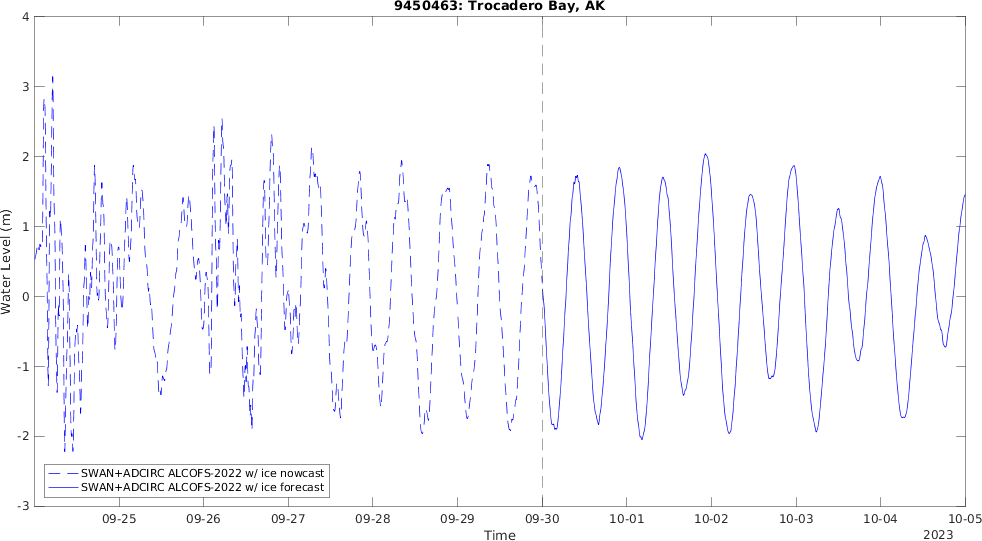 9450463: Trocadero Bay, AK
Water Level (m)
4
3
2
1
0
-1
-2
-3
SWAN+ADCIRC ALCOFS-2022 w/ ice nowcast
SWAN+ADCIRC ALCOFS-2022 w/ ice forecast
09-25 09-26 09-27 09-28 09-29 09-30 10-01 10-02 10-03 10-04 10-05
Time
2023